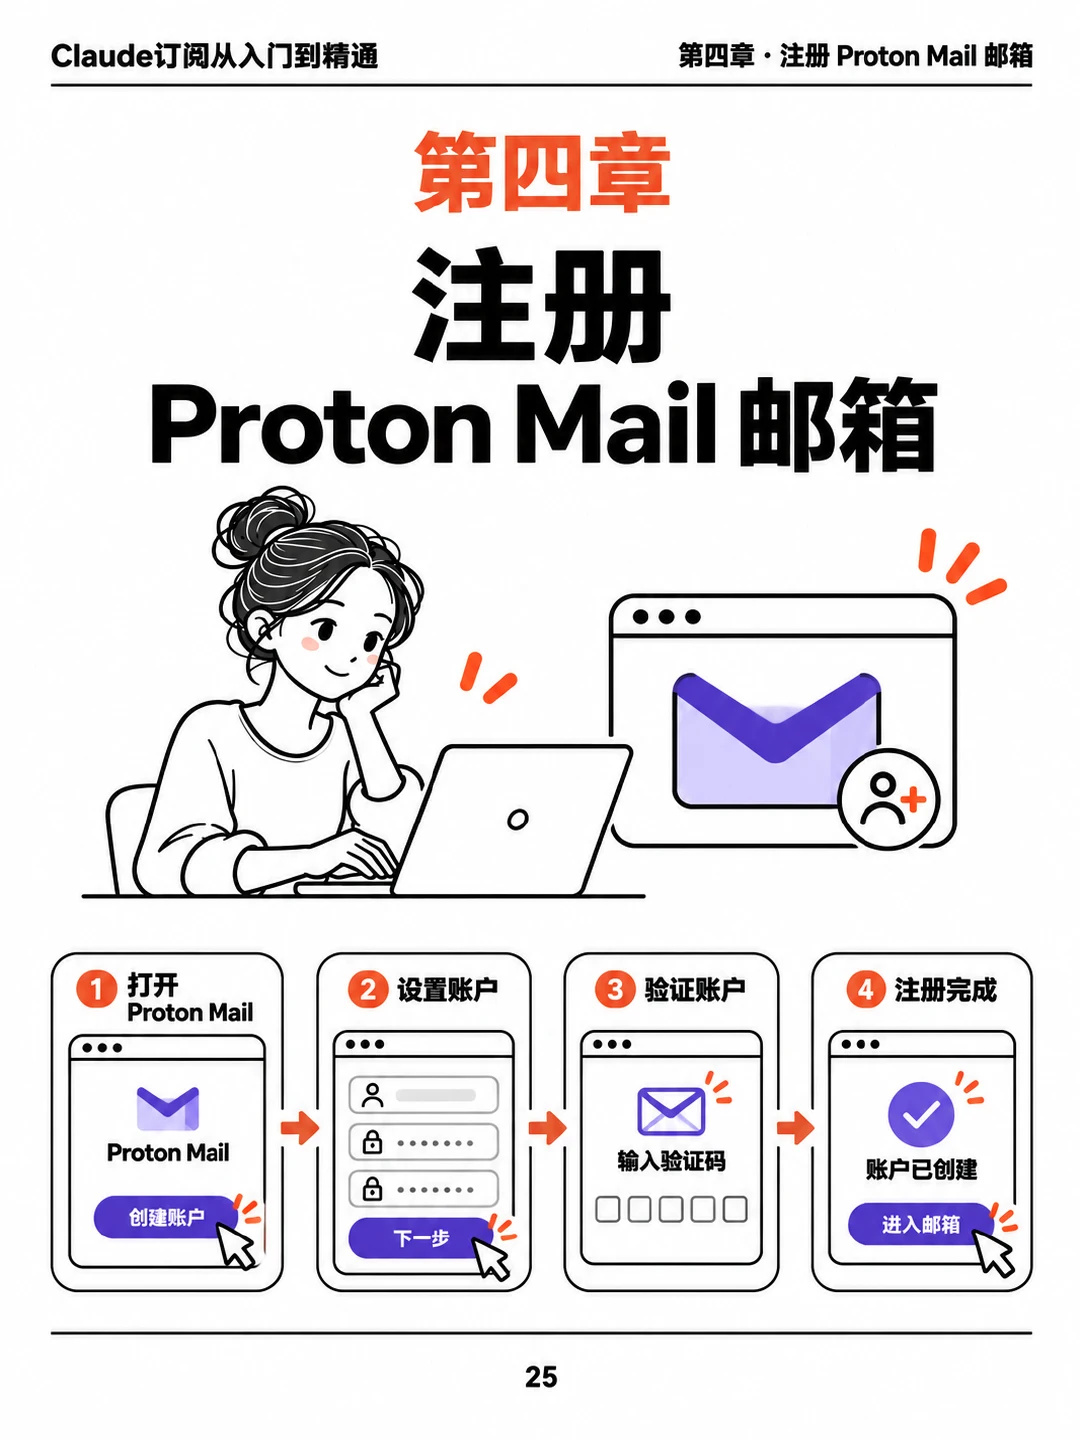 Claude订阅从入门到精通
第四章 · 注册 Proton Mail 邮箱
第四章
注册
Proton Mail 邮箱
1 打开
Proton Mail
Proton Mail
创建账户
2 设置账户
下一步
3 验证账户
输入验证码
4 注册完成
账户已创建
进入邮箱
25